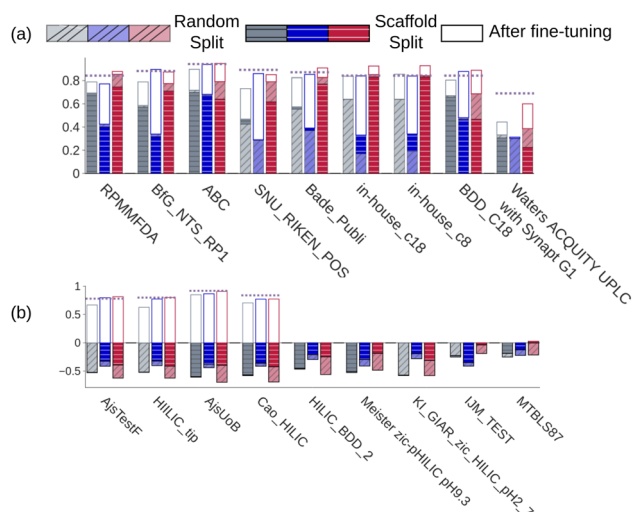 (a)
Random
Split
Scaffold
Split
After fine-tuning
0.8
0.6
0.4
0.2
0
RPMMFDA
BfG_NTS_RP1
ABC
SNU_RIKEN_POS
Bade_Publi
in-house_c18
in-house_c8
BDD_C18
Waters ACQUITY UPLC
with Synapt G1
(b)
1
0.5
0
−0.5
AjsTestF
HIILIC_tip
AjsUoB
Cao_HILIC
HILIC_BDD_2
Meister zic-pHILIC pH9.3
KI_GIAR_zic_HILIC_pH2_7
IJM_TEST
MTBLS87